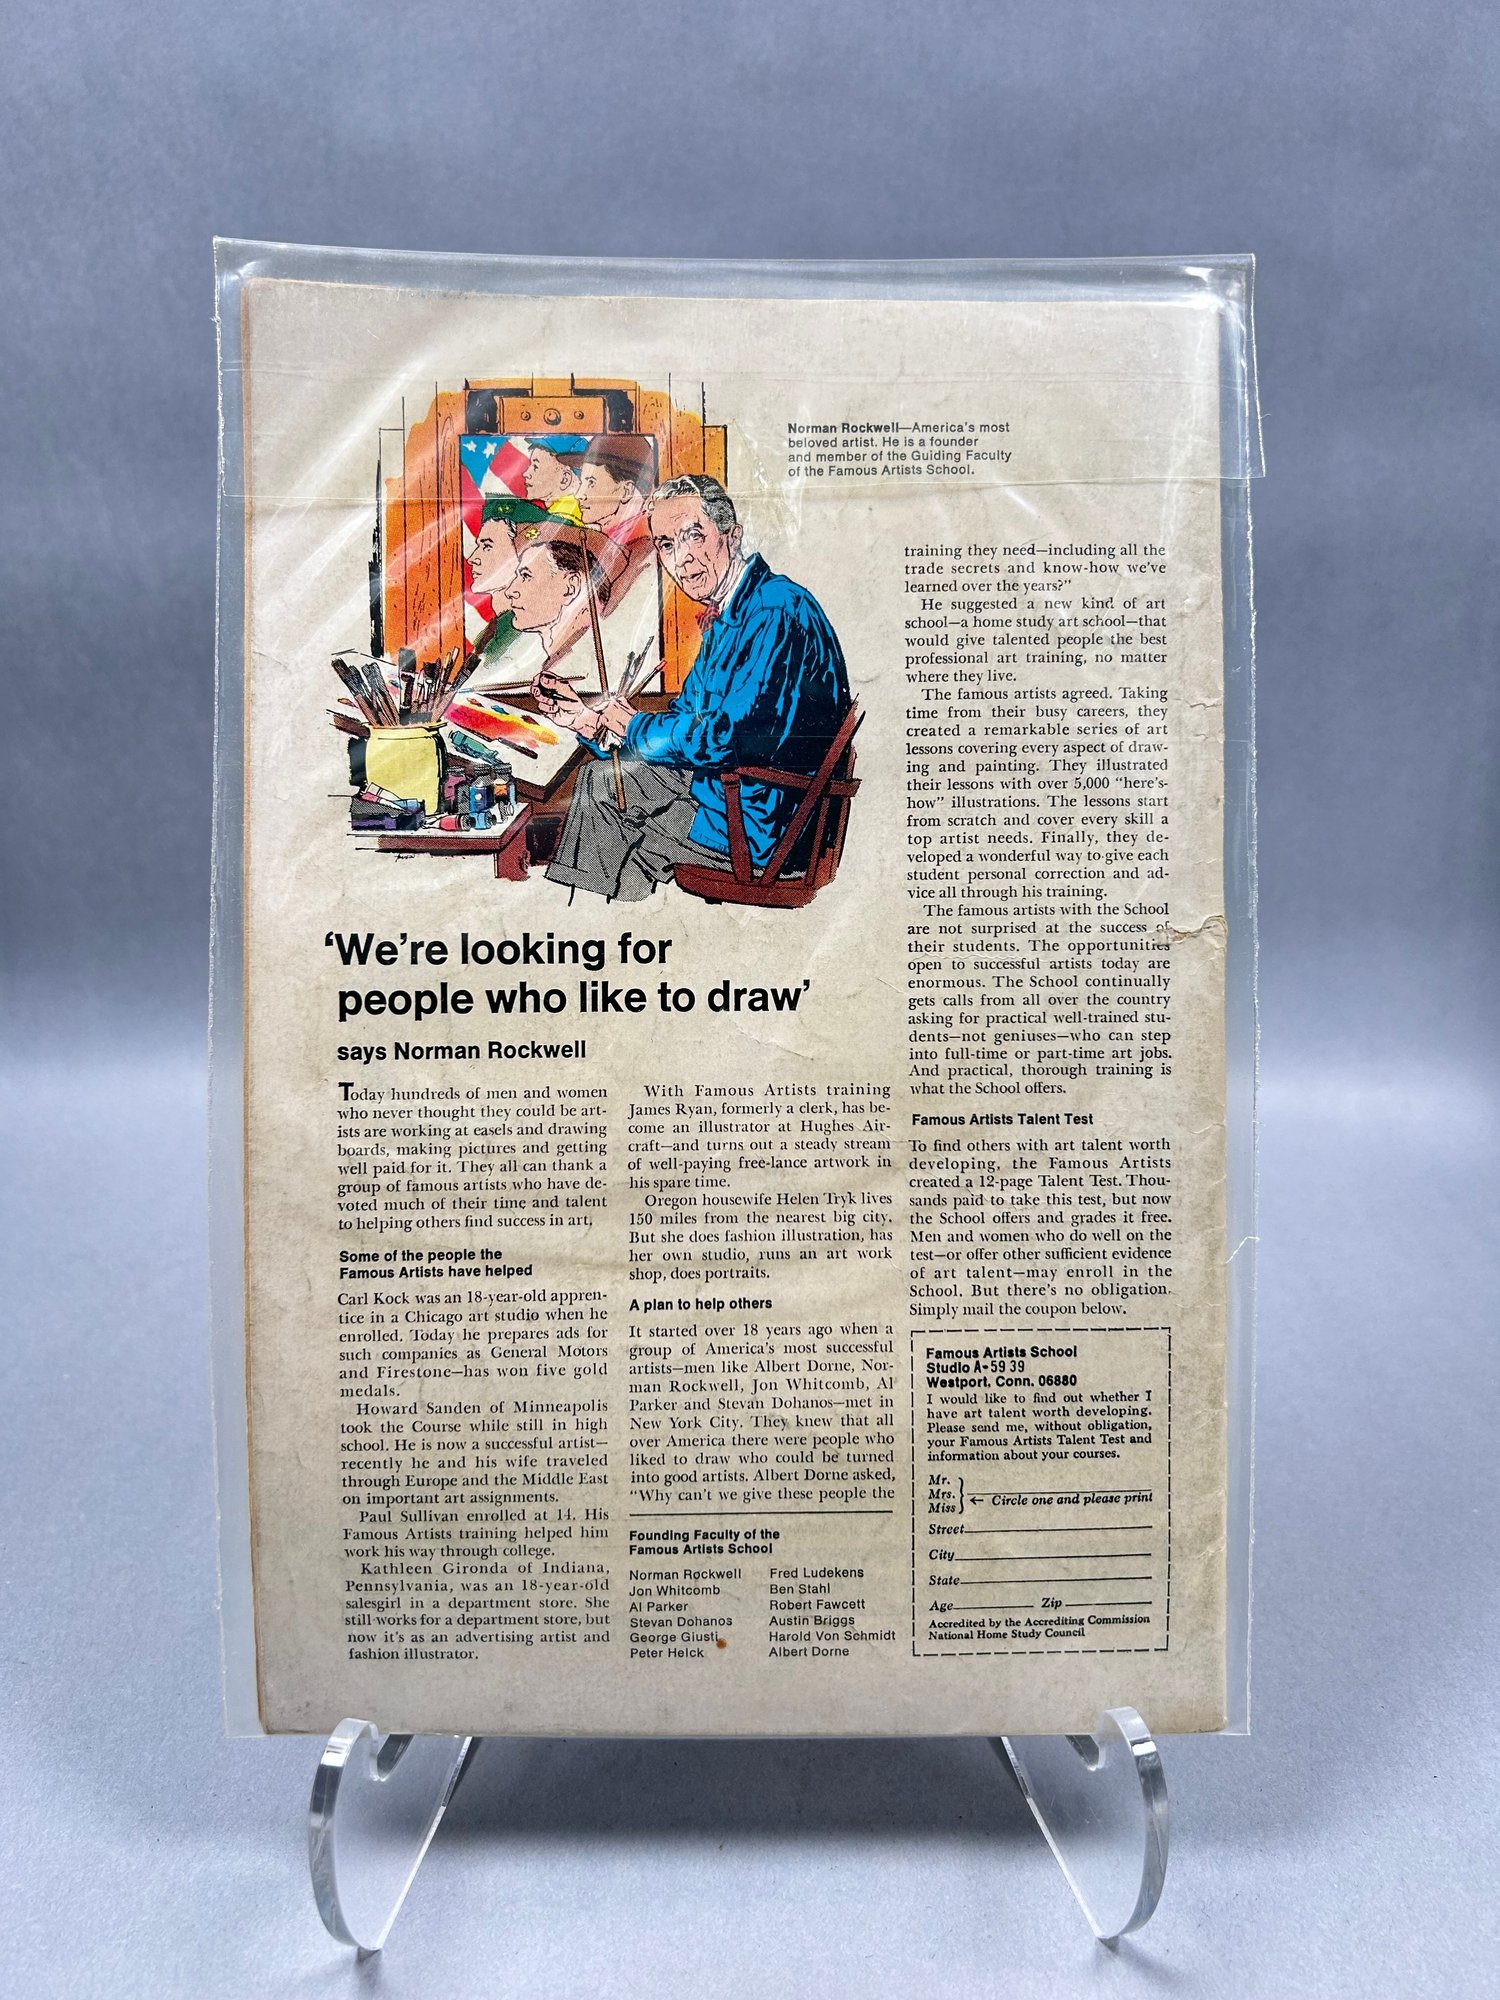 Norman Rockwell—America's most
beloved artist. He is a founder
and member of the Guiding Faculty
of the Famous Artists School.
'We're looking for
people who like to draw'
says Norman Rockwell
Today hundreds of men and women
who never thought they could be art-
ists are working at easels and drawing
boards, making pictures and getting
well paid for it. They all can thank a
group of famous artists who have de-
voted much of their time and talent
to helping others find success in art.
Some of the people the
Famous Artists have helped
Carl Kock was an 18-year-old appren-
tice in a Chicago art studio when he
enrolled. Today he prepares ads for
such companies as General Motors
and Firestone—has won five gold
medals.
Howard Sanden of Minneapolis
took the Course while still in high
school. He is now a successful artist—
recently he and his wife traveled
through Europe and the Middle East
on important art assignments.
Paul Sullivan enrolled at 14. His
Famous Artists training helped him
work his way through college.
Kathleen Gironda of Indiana,
Pennsylvania, was an 18-year-old
salesgirl in a department store. She
still works for a department store, but
now it's as an advertising artist and
fashion illustrator.
With Famous Artists training
James Ryan, formerly a clerk, has be-
come an illustrator at Hughes Air-
craft—and turns out a steady stream
of well-paying free-lance artwork in
his spare time.
Oregon housewife Helen Tryk lives
150 miles from the nearest big city.
But she does fashion illustration, has
her own studio, runs an art work
shop, does portraits.
A plan to help others
It started over 18 years ago when a
group of America's most successful
artists—men like Albert Dorne, Nor-
man Rockwell, Jon Whitcomb, Al
Parker and Stevan Dohanos—met in
New York City. They knew that all
over America there were people who
liked to draw who could be turned
into good artists. Albert Dorne asked,
"Why can't we give these people the
training they need—including all the
trade secrets and know-how we've
learned over the years?"
He suggested a new kind of art
school—a home study art school—that
would give talented people the best
professional art training, no matter
where they live.
The famous artists agreed. Taking
time from their busy careers, they
created a remarkable series of art
lessons covering every aspect of draw-
ing and painting. They illustrated
their lessons with over 5,000 "here's-
how" illustrations. The lessons start
from scratch and cover every skill a
top artist needs. Finally, they de-
veloped a wonderful way to give each
student personal correction and ad-
vice all through his training.
The famous artists with the School
are not surprised at the success of
their students. The opportunities
open to successful artists today are
enormous. The School continually
gets calls from all over the country
asking for practical well-trained stu-
dents—not geniuses—who can step
into full-time or part-time art jobs.
And practical, thorough training is
what the School offers.
Famous Artists Talent Test
To find others with art talent worth
developing, the Famous Artists
created a 12-page Talent Test. Thou-
sands paid to take this test, but now
the School offers and grades it free.
Men and women who do well on the
test—or offer other sufficient evidence
of art talent—may enroll in the
School. But there's no obligation.
Simply mail the coupon below.
Founding Faculty of the
Famous Artists School
Norman Rockwell
Jon Whitcomb
Al Parker
Stevan Dohanos
George Giusti
Peter Helck
Fred Ludekens
Ben Stahl
Robert Fawcett
Austin Briggs
Harold Von Schmidt
Albert Dorne
Famous Artists School
Studio A-59 39
Westport, Conn. 06880
I would like to find out whether I
have art talent worth developing.
Please send me, without obligation,
your Famous Artists Talent Test and
information about your courses.
Mr.
Mrs.
Miss
← Circle one and please print
Street
City
State
Age Zip
Accredited by the Accrediting Commission
National Home Study Council